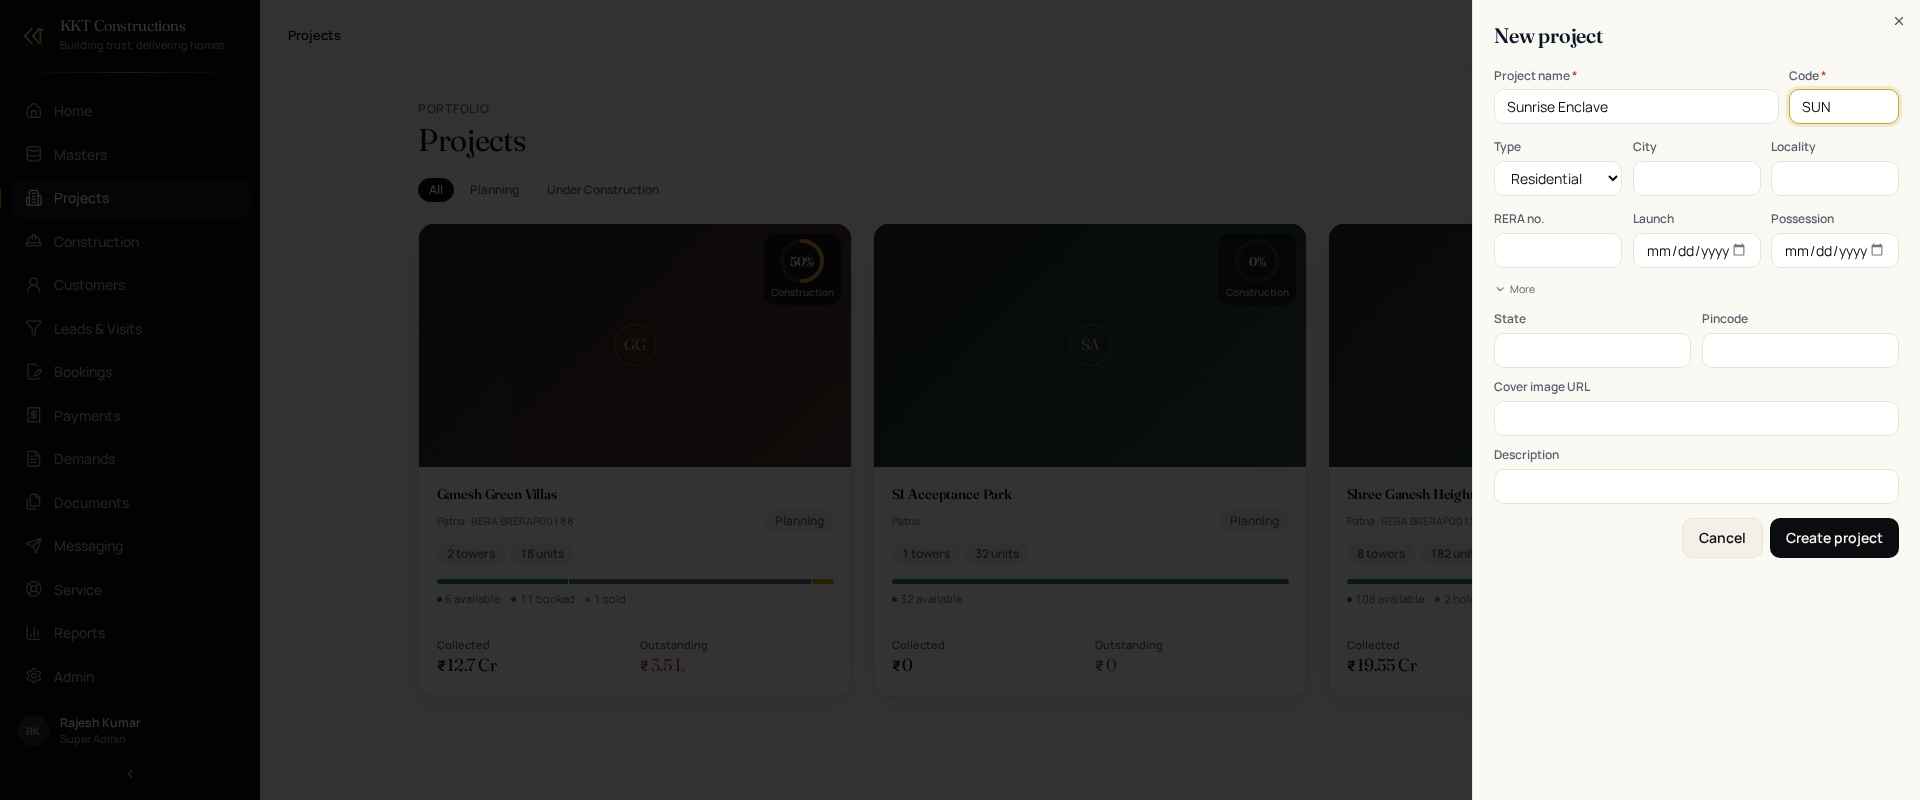 KKT Constructions
Building trust, delivering homes
Home
Masters
Projects
Construction
Customers
Leads & Visits
Bookings
Payments
Demands
Documents
Messaging
Service
Reports
Admin
RK
Rajesh Kumar
Super Admin
Projects
PORTFOLIO
Projects
All
Planning
Under Construction
50%
Construction
GG
Ganesh Green Villas
Patna · RERA BRERAP00188
Planning
2 towers
18 units
6 available
11 booked
1 sold
Collected
Outstanding
₹12.7 Cr
0%
Construction
SA
S1 Acceptance Park
Patna
Planning
1 towers
32 units
32 available
Collected
Outstanding
₹0
₹0
Shree Ganesh
Patna · RERA
8 towers
182
108 available
2
Collected
₹19.55 Cr
New project
Project name *
Sunrise Enclave
Code *
SUN
Type
City
Locality
Residential
RERA no.
Launch
Possession
mm/dd/yyyy
mm/dd/yyyy
More
State
Pincode
Cover image URL
Description
Cancel
Create project